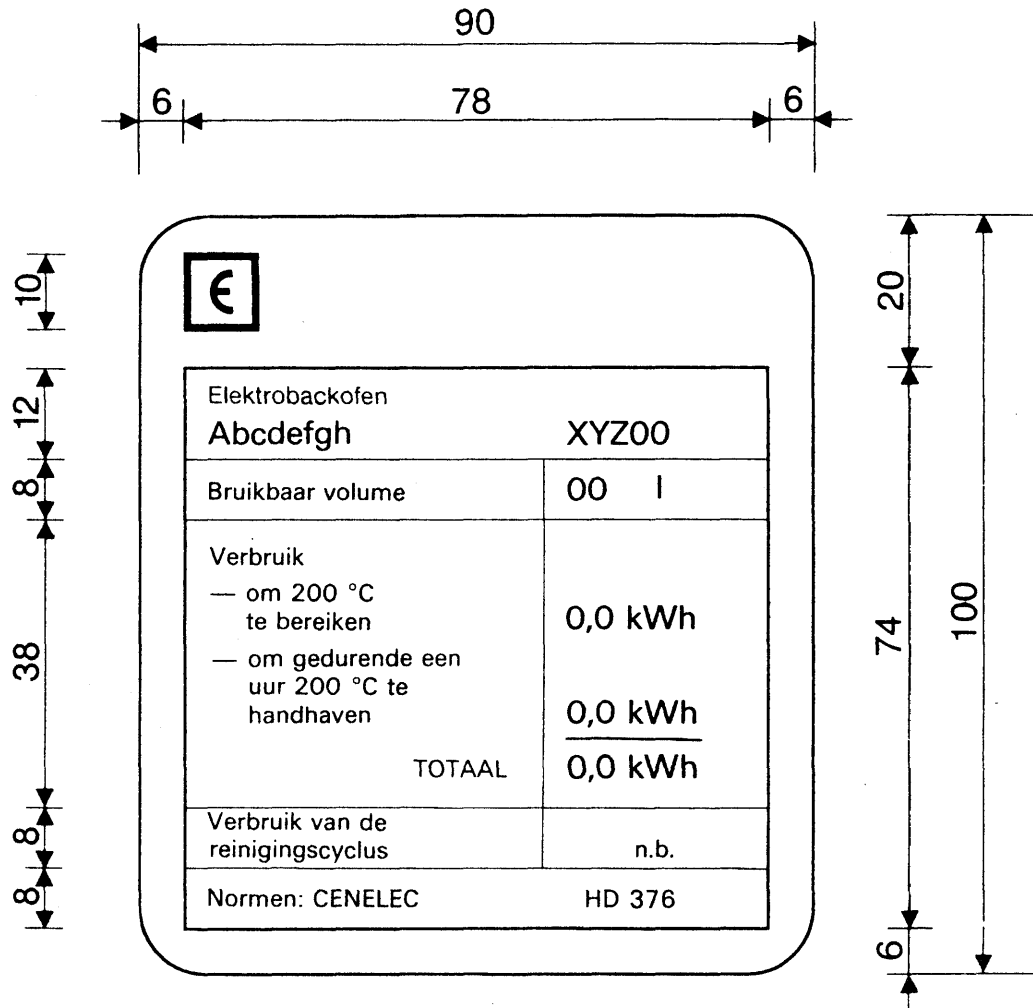 90
6 78 6
10
20
Є
12
Elektrobackofen
Abcdefgh XYZ00
8
Bruikbaar volume 00 l
38
Verbruik
— om 200 °C
te bereiken 0,0 kWh
— om gedurende een
uur 200 °C te
handhaven 0,0 kWh
TOTAAL 0,0 kWh
74
100
8
Verbruik van de
reinigingscyclus n.b.
8
Normen: CENELEC HD 376
6